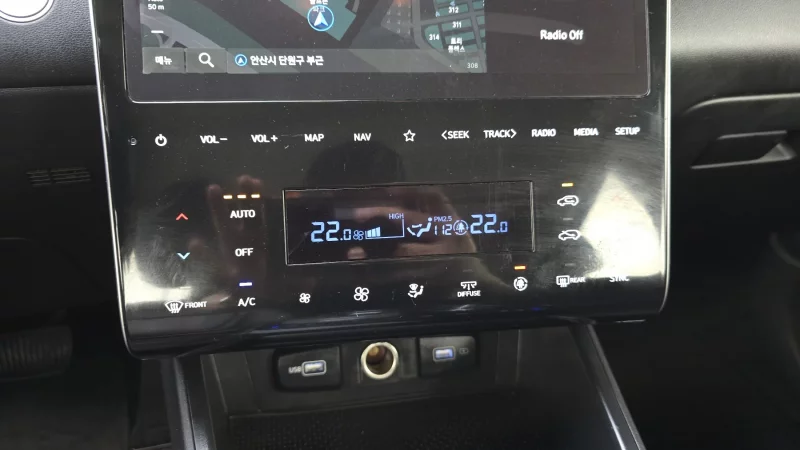 50 m
312
311
314
Radio Off
메뉴
안산시 단원구 부근
308
VOL−
VOL+
MAP
NAV
<SEEK
TRACK>
RADIO
MEDIA
SETUP
AUTO
HIGH
PM2.5
22.0
112
22.0
OFF
FRONT
A/C
DIFFUSE
REAR
SYNC
USB